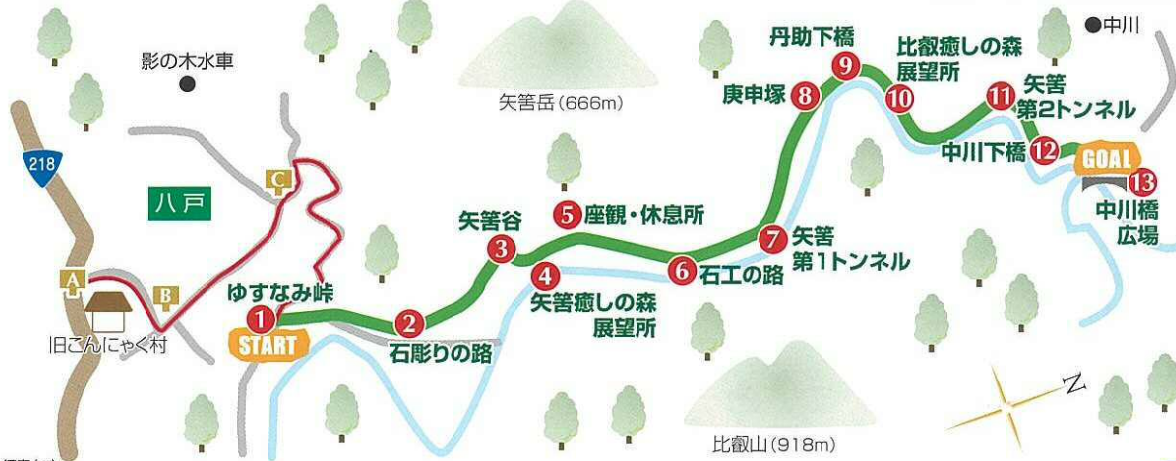 中川
影の木水車
矢筈岳(666m)
丹助下橋
比叡癒しの森
展望所
庚申塚
矢筈
第2トンネル
中川下橋
GOAL
中川橋
広場
218
八戸
A
B
C
旧こんにゃく村
ゆすなみ峠
START
石彫りの路
矢筈谷
座観・休息所
矢筈癒しの森
展望所
石工の路
矢筈
第1トンネル
比叡山(918m)
1
2
3
4
5
6
7
8
9
10
11
12
13
N